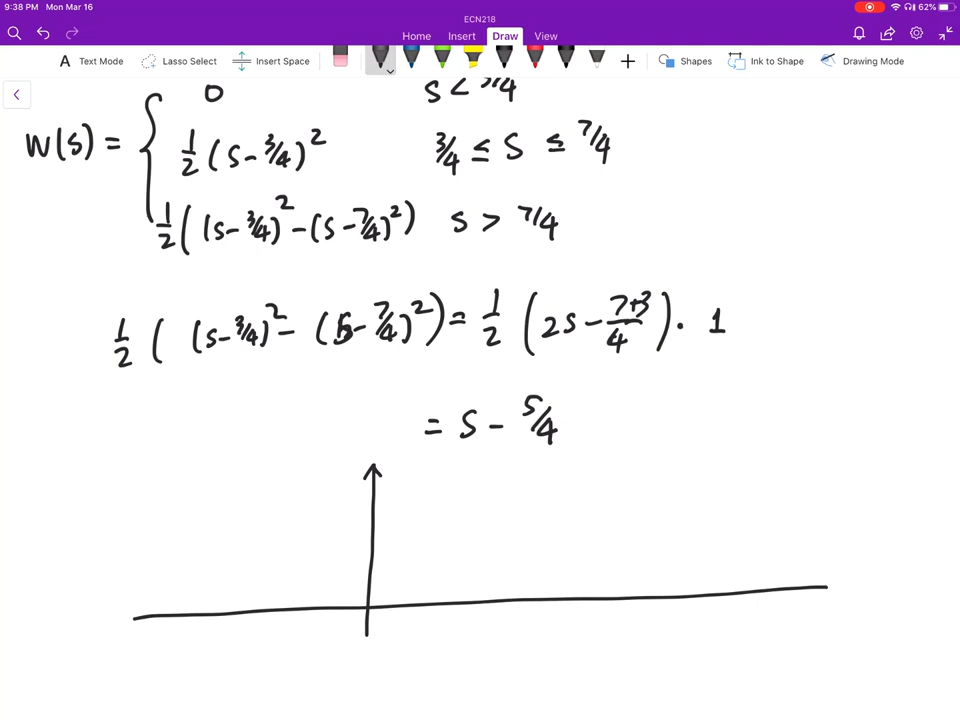 9:38 PM Mon Mar 16 62%
ECN218
Home Insert Draw View
A Text Mode Lasso Select Insert Space Shapes Ink to Shape Drawing Mode
0 s < 3/4
W(s) = { 1/2 (s - 3/4)^2 3/4 ≤ s ≤ 7/4
1/2 ((s - 3/4)^2 - (s - 7/4)^2) s > 7/4
1/2 ( (s - 3/4)^2 - (s - 7/4)^2) = 1/2 (2s - 7+3/4) · 1
= s - 5/4